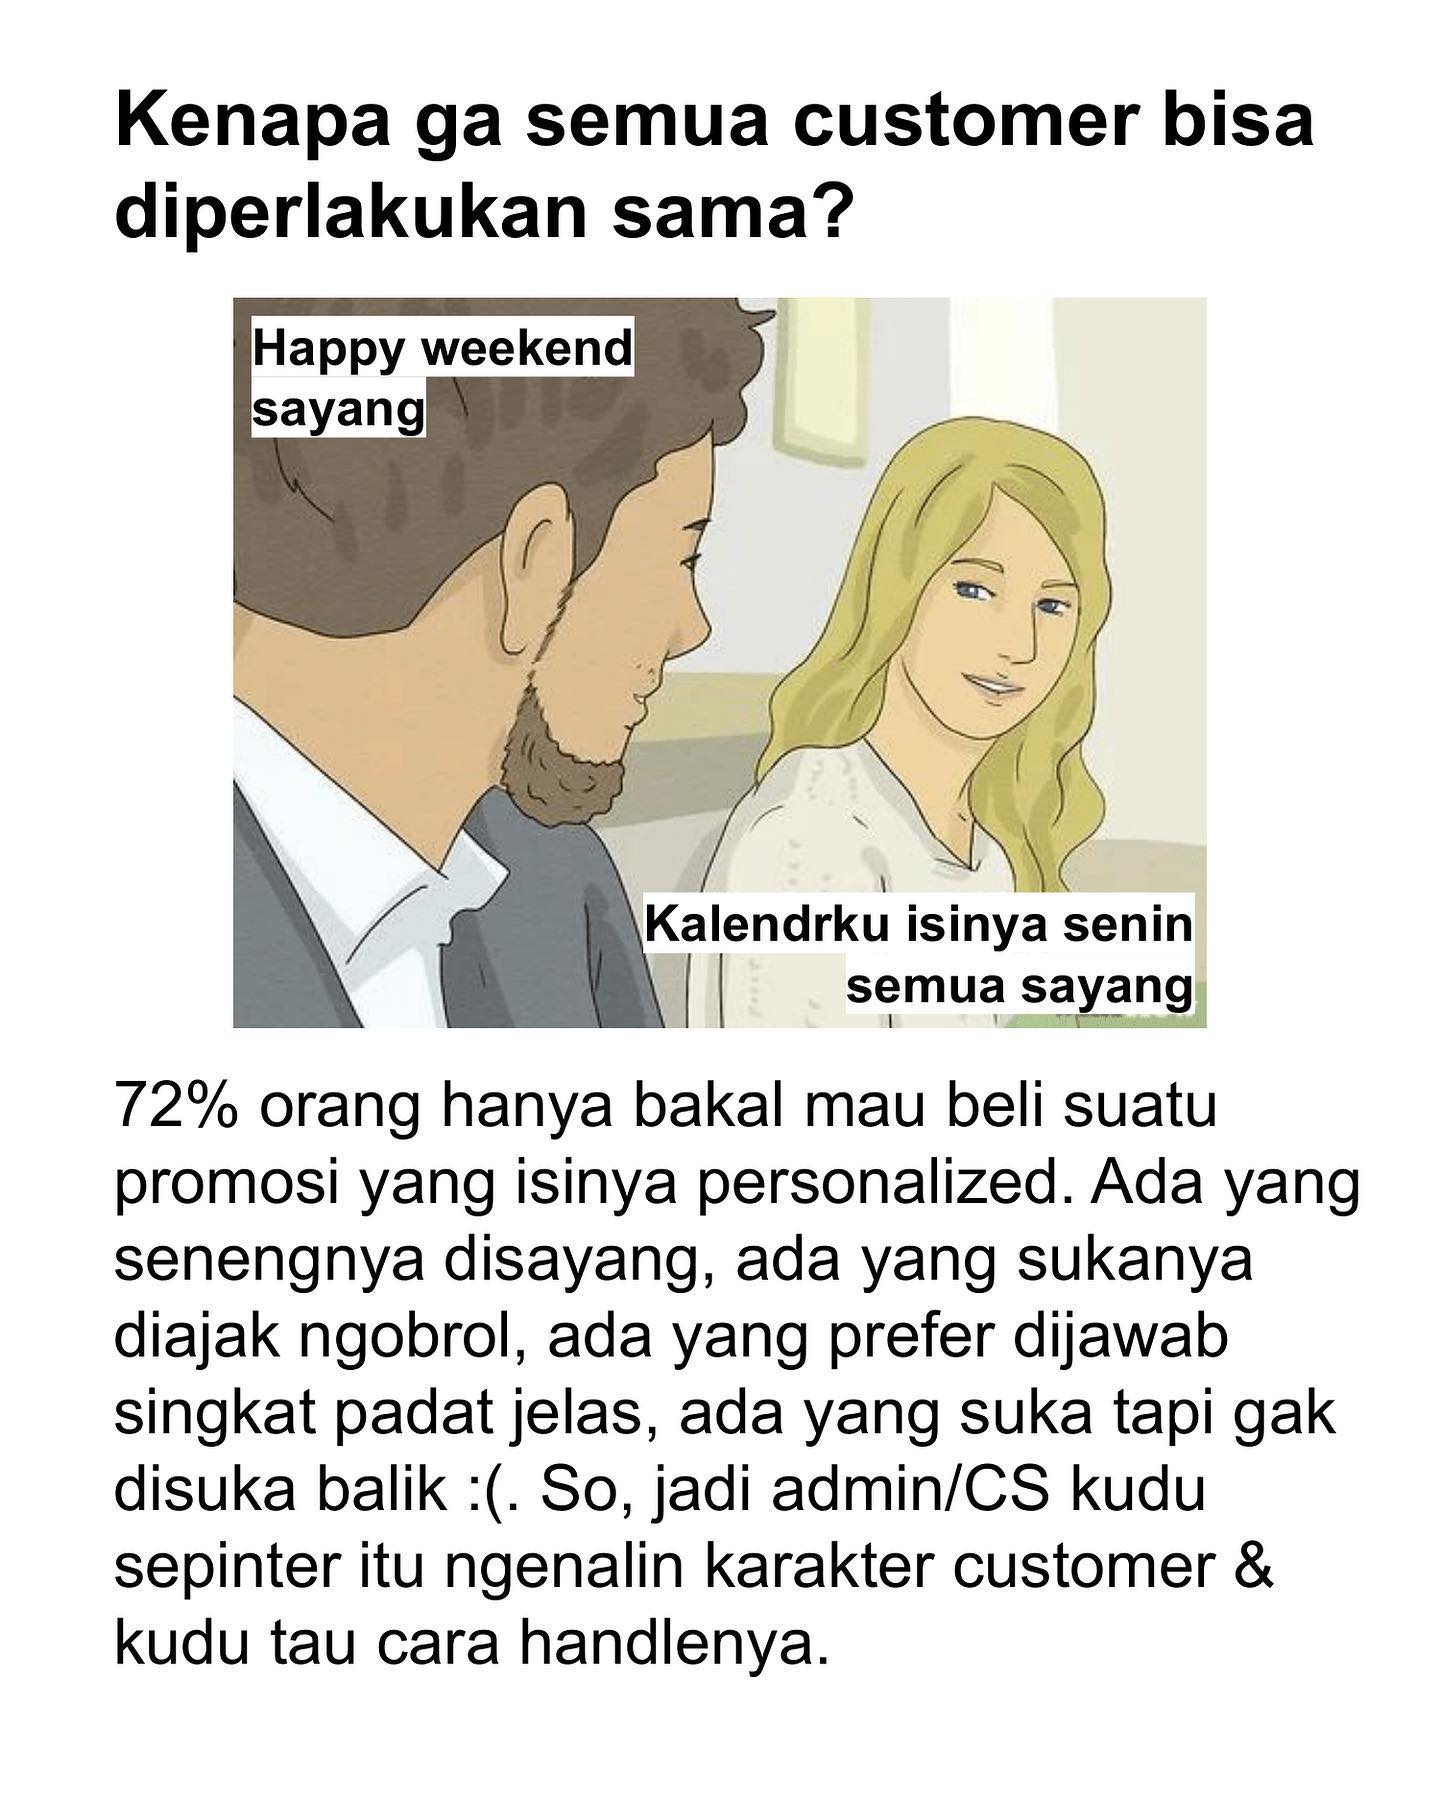 Kenapa ga semua customer bisa
diperlakukan sama?
Happy weekend
sayang
Kalendrku isinya senin
semua sayang
72% orang hanya bakal mau beli suatu
promosi yang isinya personalized. Ada yang
senengnya disayang, ada yang sukanya
diajak ngobrol, ada yang prefer dijawab
singkat padat jelas, ada yang suka tapi gak
disuka balik :(. So, jadi admin/CS kudu
sepinter itu ngenalin karakter customer &
kudu tau cara handlenya.